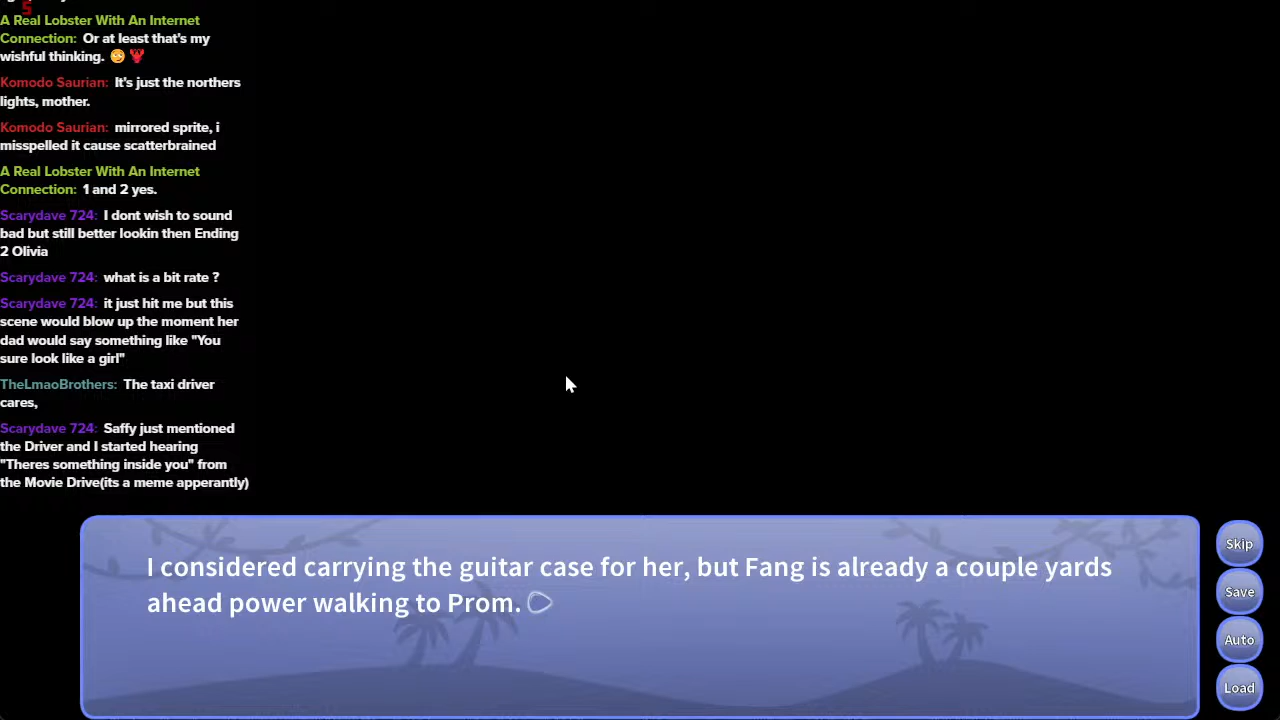 A Real Lobster With An Internet
Connection: Or at least that's my
wishful thinking.
Komodo Saurian: It's just the northers
lights, mother.
Komodo Saurian: mirrored sprite, i
misspelled it cause scatterbrained
A Real Lobster With An Internet
Connection: 1 and 2 yes.
Scarydave 724: I dont wish to sound
bad but still better lookin then Ending
2 Olivia
Scarydave 724: what is a bit rate ?
Scarydave 724: it just hit me but this
scene would blow up the moment her
dad would say something like "You
sure look like a girl"
TheLmaoBrothers: The taxi driver
cares,
Scarydave 724: Saffy just mentioned
the Driver and I started hearing
"Theres something inside you" from
the Movie Drive(its a meme apperantly)
I considered carrying the guitar case for her, but Fang is already a couple yards
ahead power walking to Prom.
Skip
Save
Auto
Load